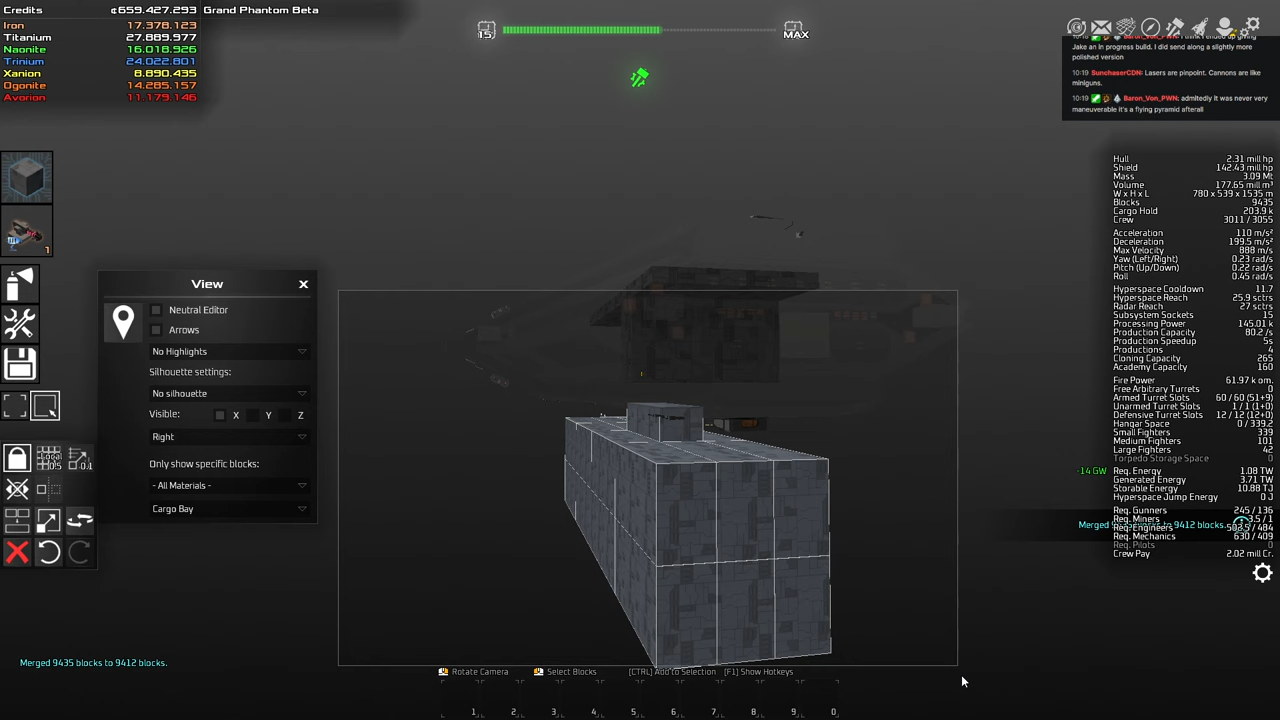 Credits ¢659.427.293 Grand Phantom Beta
Iron 17.378.123
Titanium 27.889.977
Naonite 16.018.926
Trinium 24.022.801
Xanion 8.890.435
Ogonite 14.285.157
Avorion 11.179.146
15 MAX
Jake an in progress build. I did send along a slightly more
polished version
10:19 SunchaserCDN: Lasers are pinpoint. Cannons are like
miniguns.
10:19 Baron_Von_PWN: admitedly it was never very
maneuverable it's a flying pyramid afterall
Hull 2.31 mill hp
Shield 142.43 mill hp
Mass 3.09 Mt
Volume 177.65 mill m³
W x H x L 780 x 539 x 1535 m
Blocks 9435
Cargo Hold 203.9 k
Crew 3011 / 3055
Acceleration 110 m/s²
Deceleration 199.5 m/s²
Max Velocity 888 m/s
Yaw (Left/Right) 0.23 rad/s
Pitch (Up/Down) 0.22 rad/s
Roll 0.45 rad/s
Hyperspace Cooldown 11.7
Hyperspace Reach 25.9 sctrs
Radar Reach 27 sctrs
Subsystem Sockets 15
Processing Power 145.01 k
Production Capacity 80.2 /s
Production Speedup 5s
Productions 4
Cloning Capacity 265
Academy Capacity 160
Fire Power 61.97 km.
Free Arbitrary Turrets 0
Armed Turret Slots 60 / 60 (51+9)
Unarmed Turret Slots 1 / 1 (1+0)
Defensive Turret Slots 12 / 12 (12+0)
Hangar Space 0 / 339.2
Small Fighters 339
Medium Fighters 101
Large Fighters 42
Torpedo Storage Space 0
-14 GW Req. Energy 1.08 TW
Generated Energy 3.71 TW
Storable Energy 10.88 TJ
Hyperspace Jump Energy 0 J
Req. Gunners 245 / 136
Req. Miners 3.5 / 1
to 9412 blocks.
Req. Mechanics 630 / 409
Req. Pilots 0
Crew Pay 2.02 mill Cr.
1
View
Neutral Editor
Arrows
No Highlights
Silhouette settings:
No silhouette
Visible: X Y Z
Right
Only show specific blocks:
- All Materials -
Cargo Bay
Merged 9435 blocks to 9412 blocks.
Rotate Camera Select Blocks [CTRL] Add to Selection [F1] Show Hotkeys
1 2 3 4 5 6 7 8 9 0